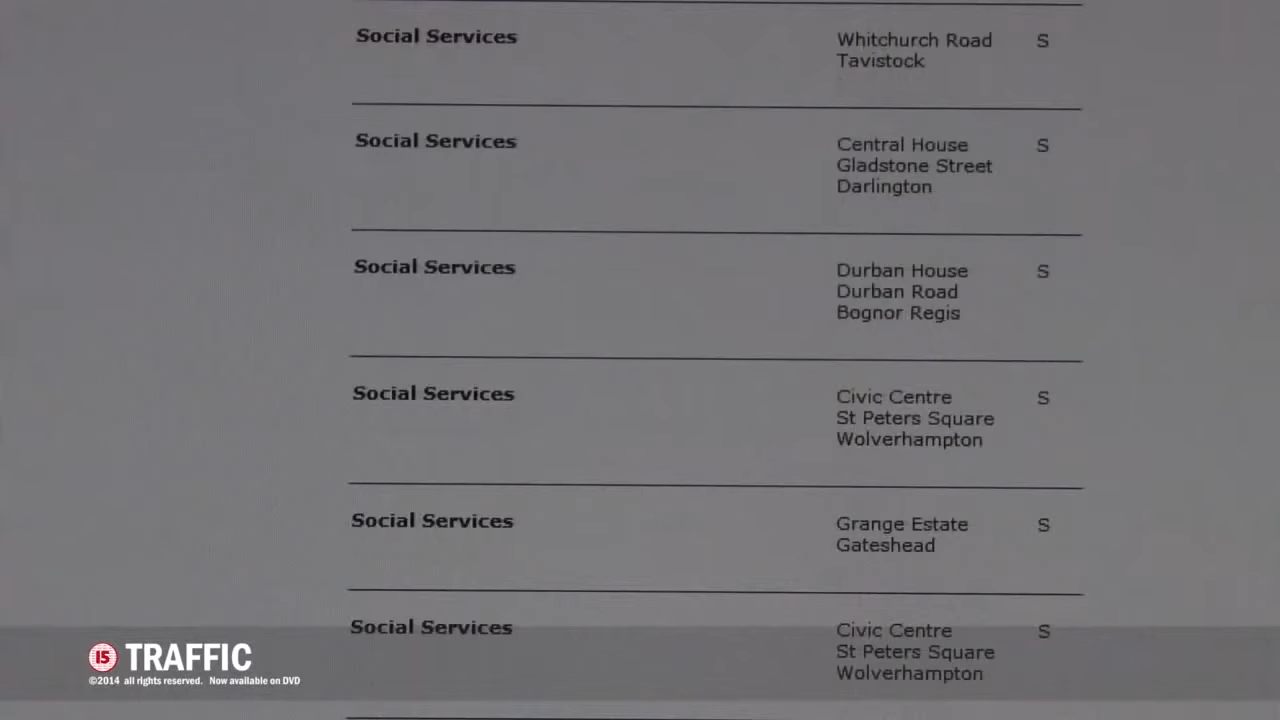 Social Services
Whitchurch Road S
Tavistock
Social Services
Central House S
Gladstone Street
Darlington
Social Services
Durban House S
Durban Road
Bognor Regis
Social Services
Civic Centre S
St Peters Square
Wolverhampton
Social Services
Grange Estate S
Gateshead
Social Services
Civic Centre S
St Peters Square
Wolverhampton
15 TRAFFIC
©2014 all rights reserved. Now available on DVD